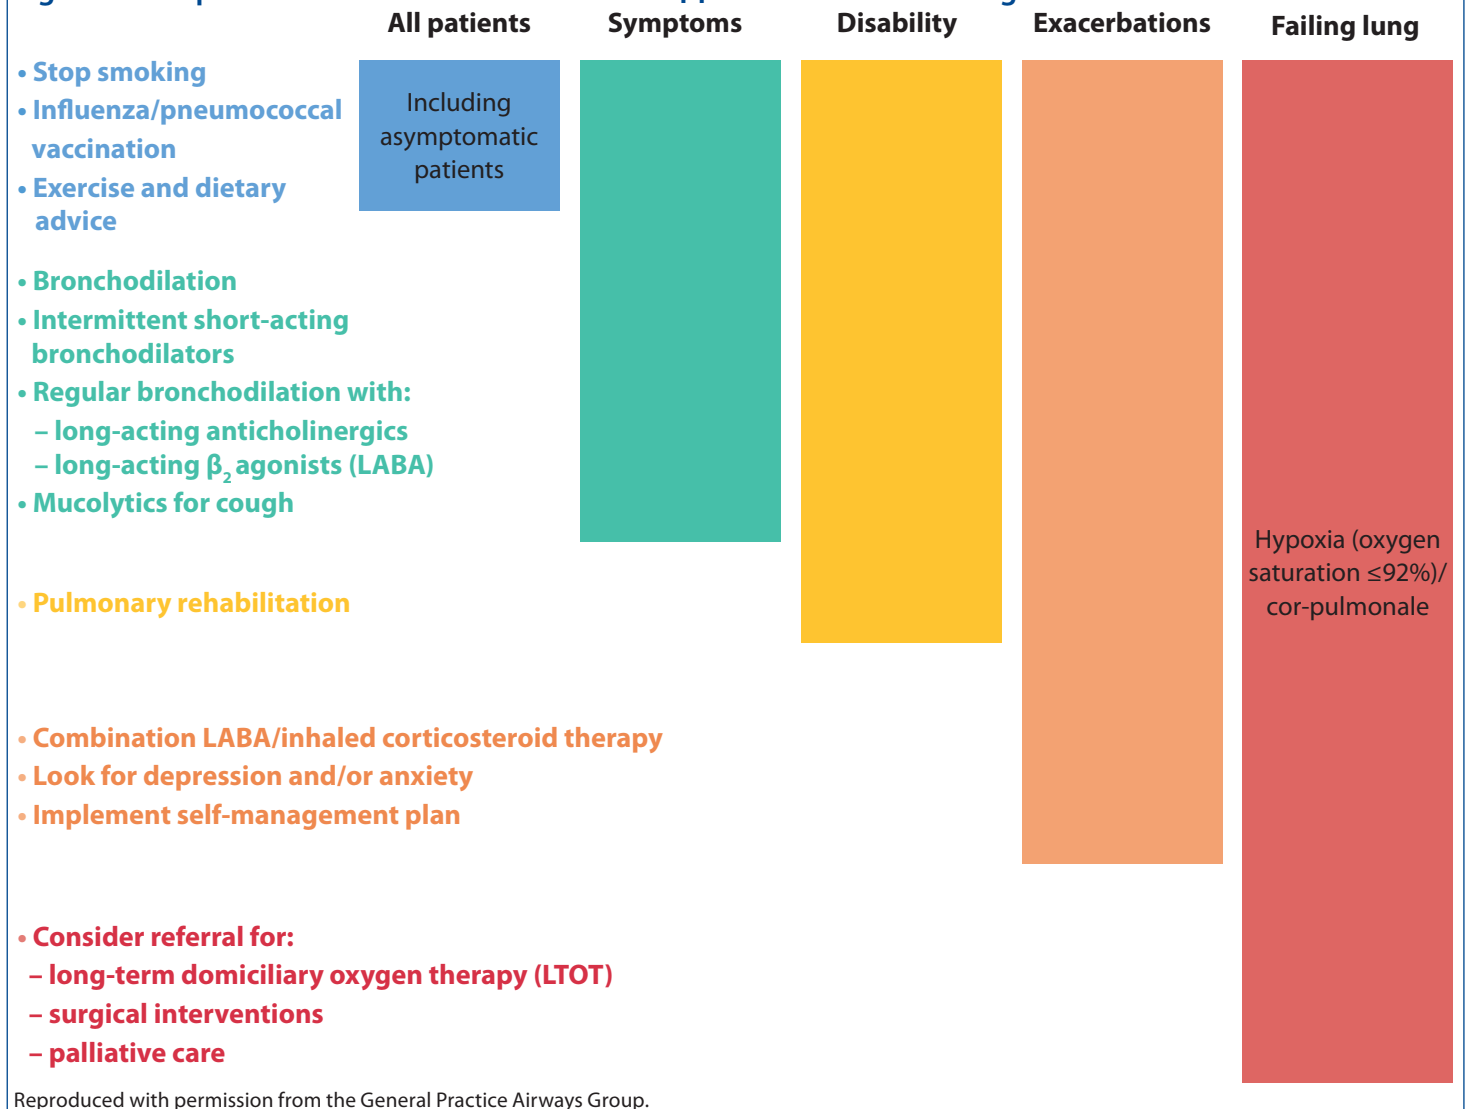 All patients
Symptoms
Disability
Exacerbations
Failing lung
• Stop smoking
• Influenza/pneumococcal
vaccination
• Exercise and dietary
advice
Including
asymptomatic
patients
• Bronchodilation
• Intermittent short-acting
bronchodilators
• Regular bronchodilation with:
– long-acting anticholinergics
– long-acting β₂ agonists (LABA)
• Mucolytics for cough
Hypoxia (oxygen
saturation ≤92%)/
cor-pulmonale
• Pulmonary rehabilitation
• Combination LABA/inhaled corticosteroid therapy
• Look for depression and/or anxiety
• Implement self-management plan
• Consider referral for:
– long-term domiciliary oxygen therapy (LTOT)
– surgical interventions
– palliative care
Reproduced with permission from the General Practice Airways Group.